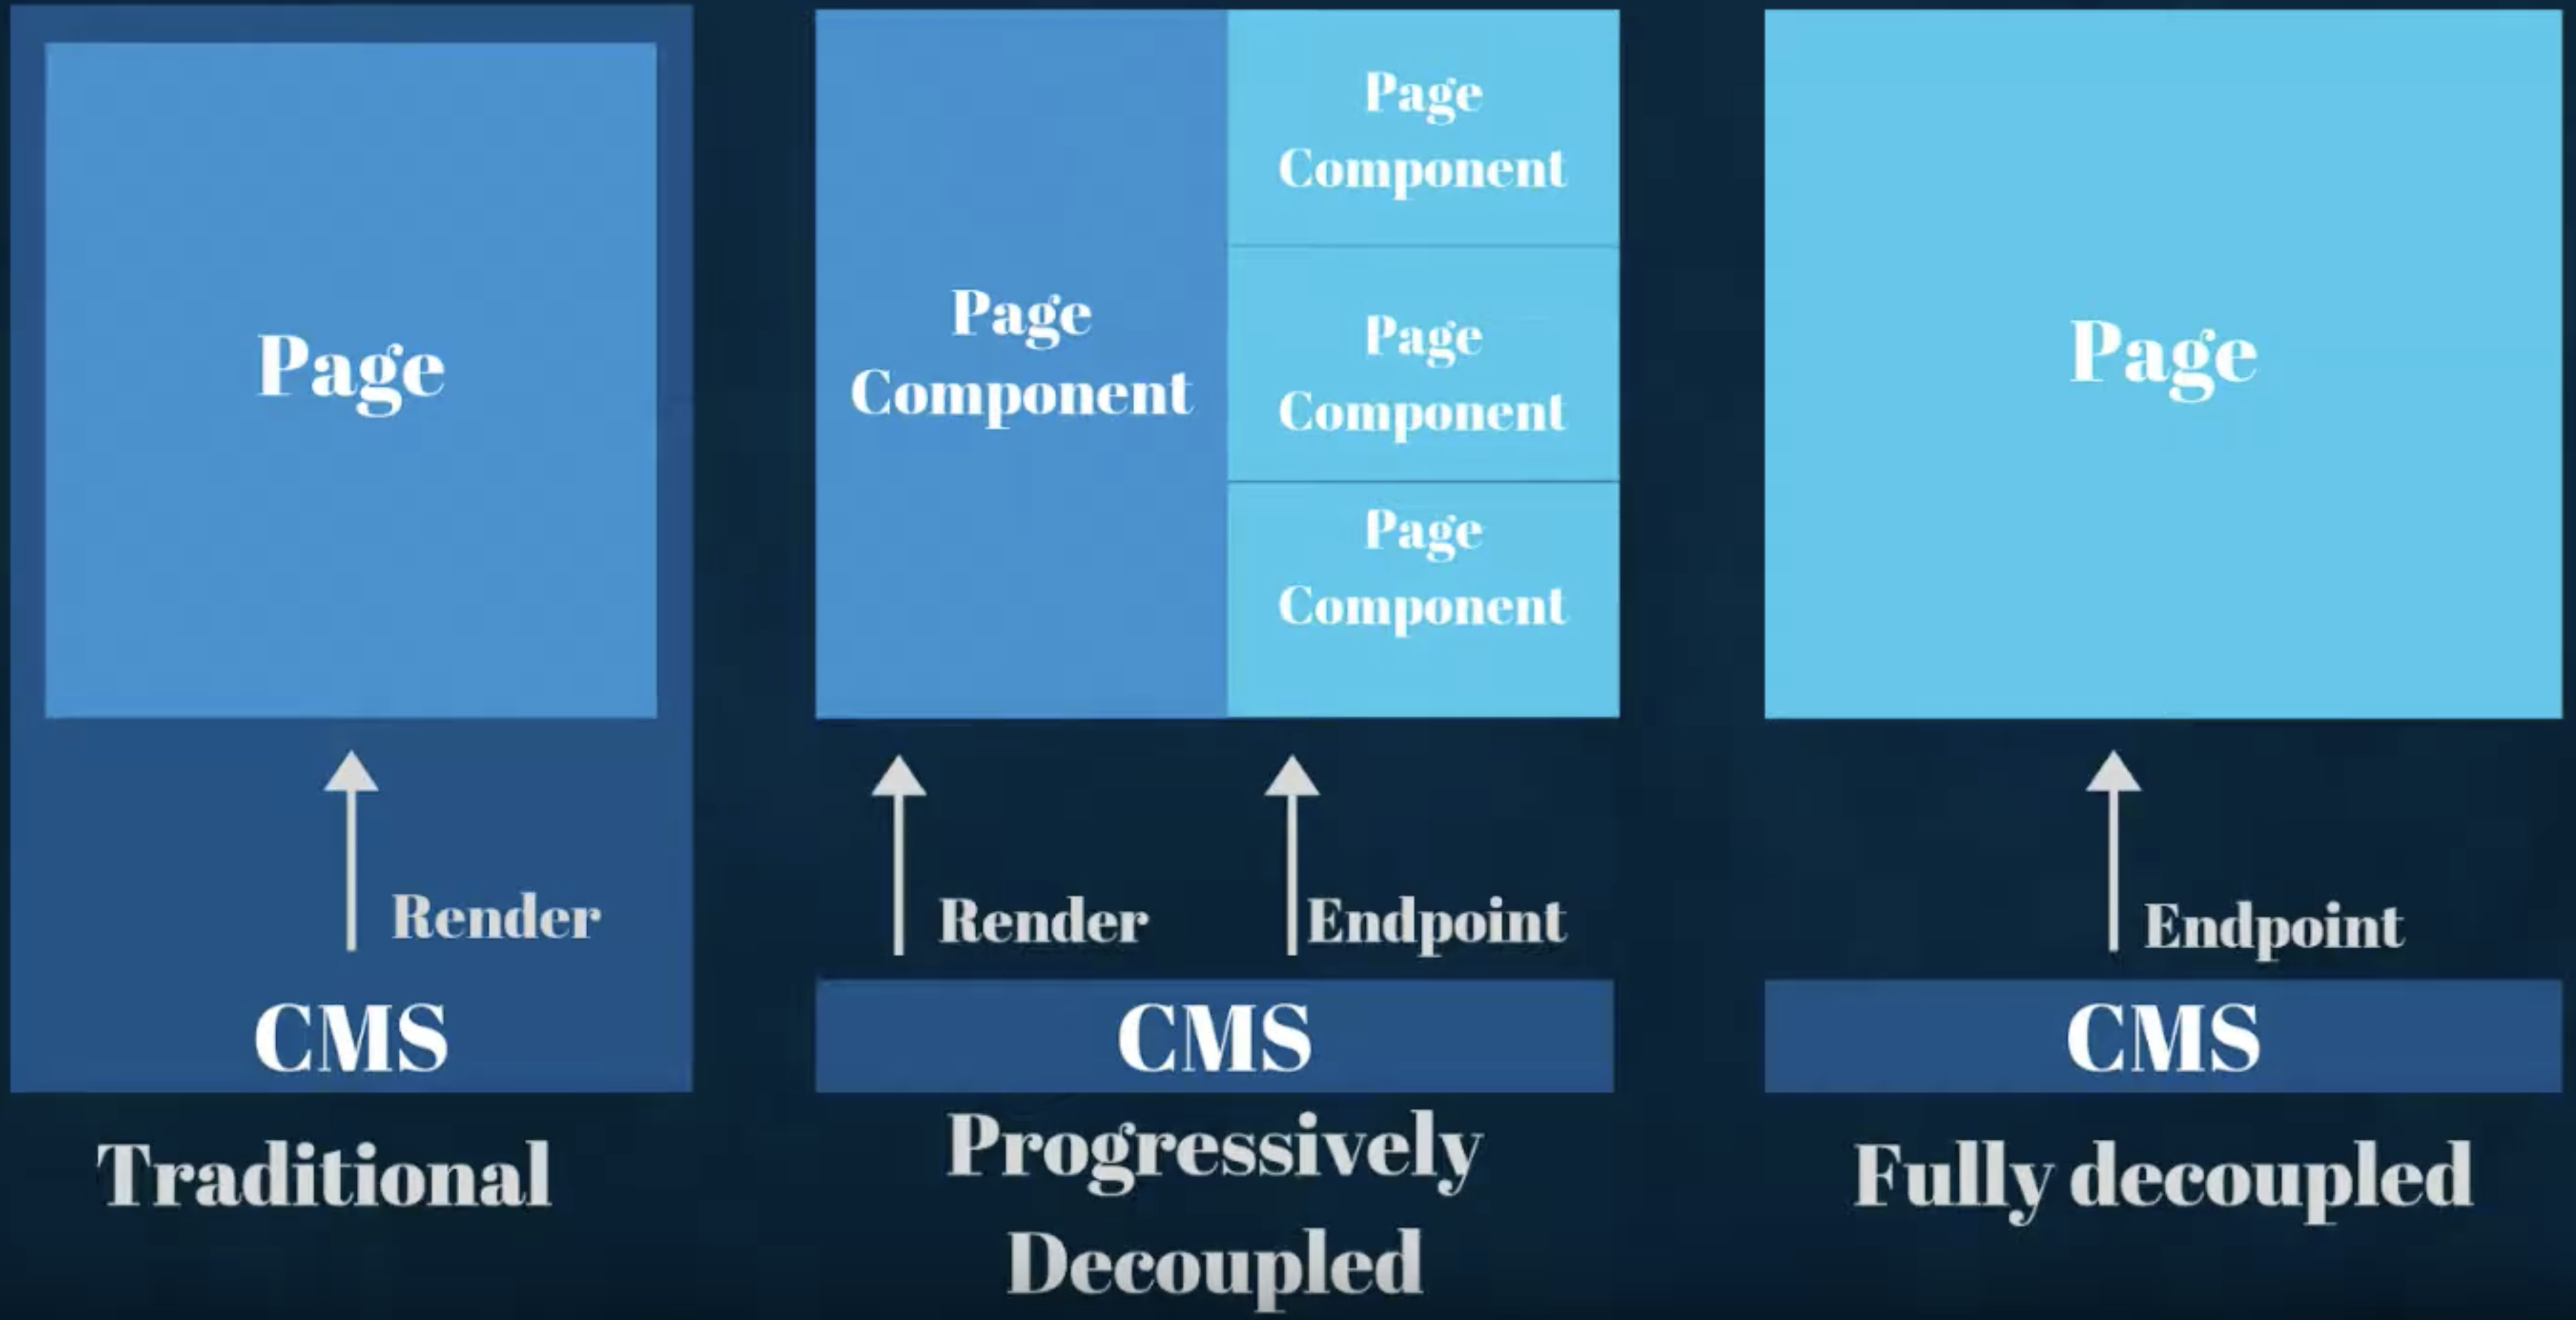 Page
Render
CMS
Traditional
Page
Component
Page
Component
Page
Component
Page
Component
Render
Endpoint
CMS
Progressively
Decoupled
Page
Endpoint
CMS
Fully decoupled